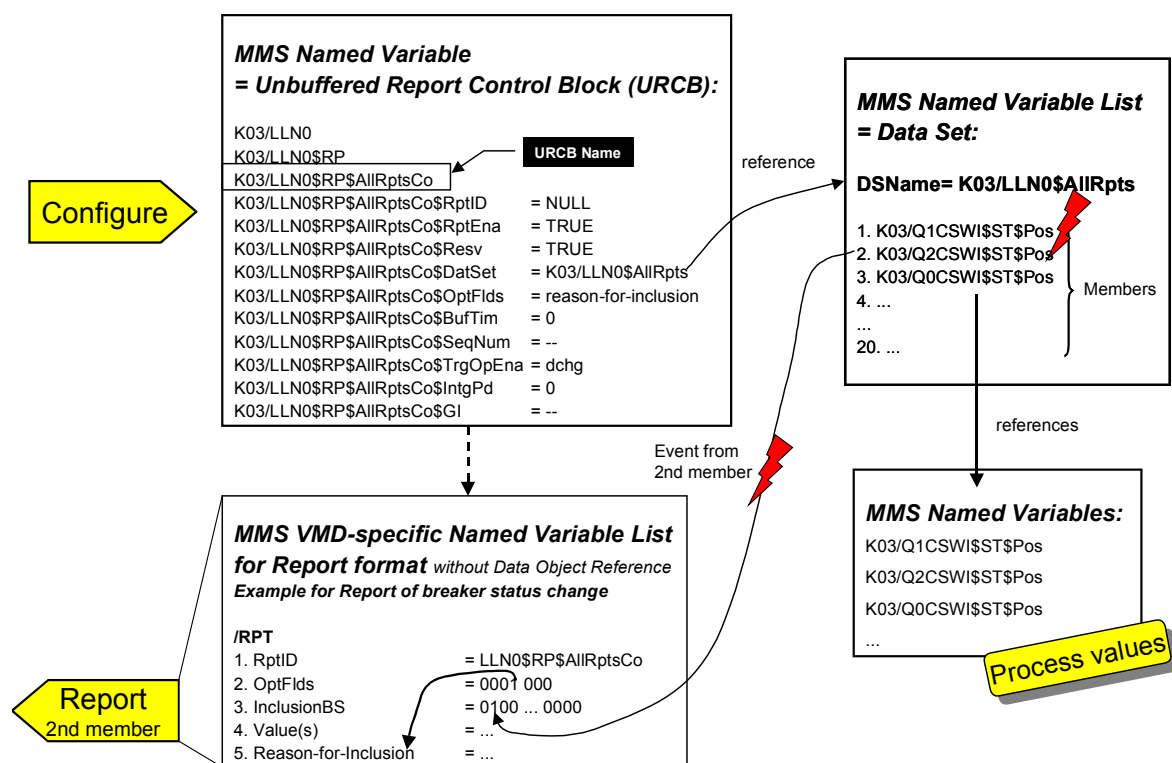 MMS Named Variable
= Unbuffered Report Control Block (URCB):
K03/LLN0
K03/LLN0$RP
K03/LLN0$RP$AllRptsCo
URCB Name
K03/LLN0$RP$AllRptsCo$RptID = NULL
K03/LLN0$RP$AllRptsCo$RptEna = TRUE
K03/LLN0$RP$AllRptsCo$Resv = TRUE
K03/LLN0$RP$AllRptsCo$DatSet = K03/LLN0$AllRpts
K03/LLN0$RP$AllRptsCo$OptFlds = reason-for-inclusion
K03/LLN0$RP$AllRptsCo$BufTim = 0
K03/LLN0$RP$AllRptsCo$SeqNum = --
K03/LLN0$RP$AllRptsCo$TrgOpEna = dchg
K03/LLN0$RP$AllRptsCo$IntgPd = 0
K03/LLN0$RP$AllRptsCo$GI = --
Configure
reference
MMS Named Variable List
= Data Set:
DSName= K03/LLN0$AllRpts
1. K03/Q1CSWI$ST$Pos
2. K03/Q2CSWI$ST$Pos
3. K03/Q0CSWI$ST$Pos
4. ...
...
20. ...
Members
references
Event from
2nd member
MMS Named Variables:
K03/Q1CSWI$ST$Pos
K03/Q2CSWI$ST$Pos
K03/Q0CSWI$ST$Pos
...
Process values
MMS VMD-specific Named Variable List
for Report format without Data Object Reference
Example for Report of breaker status change
/RPT
1. RptID = LLN0$RP$AllRptsCo
2. OptFlds = 0001 000
3. InclusionBS = 0100 ... 0000
4. Value(s) = ...
5. Reason-for-Inclusion = ...
Report
2nd member